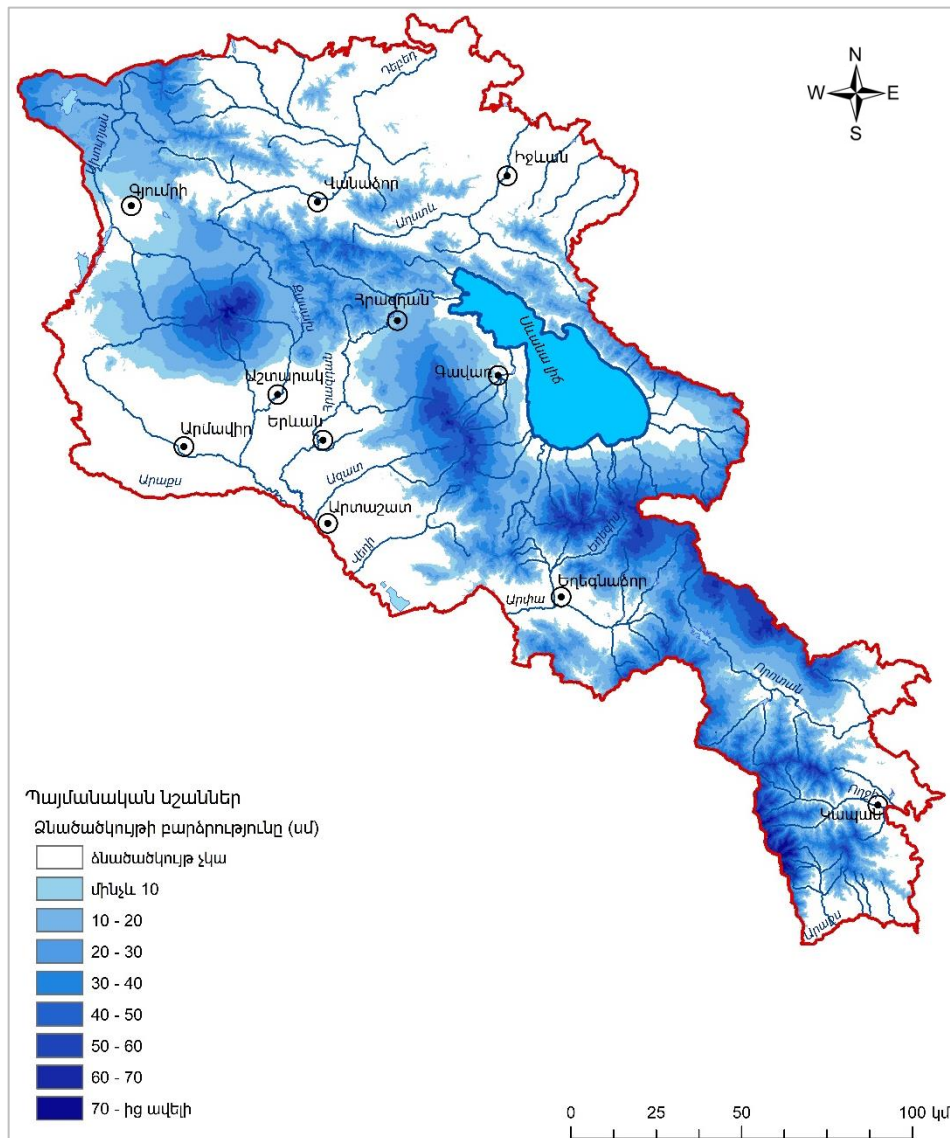 N
W E
S
Դեբեդ
Ախուրյան
Իջևան
Գյումրի
Վանաձոր
Աղստև
Քասախ
Հրազդան
Սևանա լիճ
Հրազդան
Գավառ
Աշտարակ
Երևան
Արմավիր
Ազատ
Արաքս
Արտաշատ
Եղեգիս
Վեդի
Եղեգնաձոր
Արփա
Որոտան
Ողջի
Կապան
Արաքս
Պայմանական նշաններ
Ձնածածկույթի բարձրությունը (սմ)
ձնածածկույթ չկա
մինչև 10
10 - 20
20 - 30
30 - 40
40 - 50
50 - 60
60 - 70
70 - ից ավելի
0 25 50 100 կմ